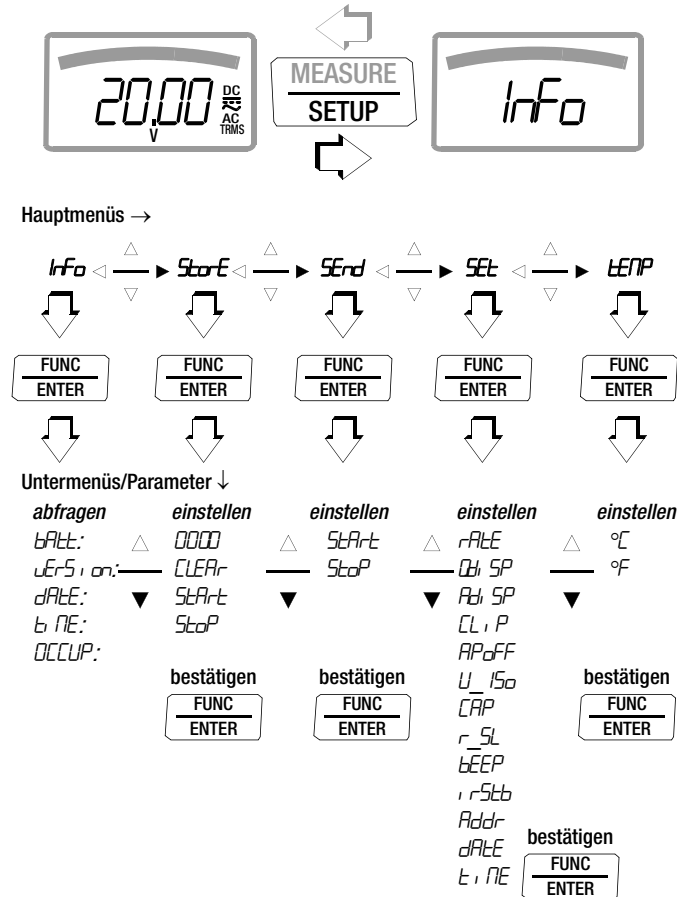 20.00 V DC AC TRMS
MEASURE
SETUP
InFo
Hauptmenüs →
InFo StorE SEnd SEt tEMP
FUNC FUNC FUNC FUNC FUNC
ENTER ENTER ENTER ENTER ENTER
Untermenüs/Parameter ↓
abfragen einstellen einstellen einstellen einstellen
bAtt: 0000 StArt rAtE °C
vErSion: CLEAr StoP 0diSP °F
dAtE: StArt AdiSP
tiME: StoP CLiP
OCCUP: APoFF
bestätigen bestätigen U_ISo bestätigen
FUNC FUNC CAP FUNC
ENTER ENTER r_SL ENTER
bEEP
irStb
Addr
dAtE bestätigen
tiME FUNC
ENTER